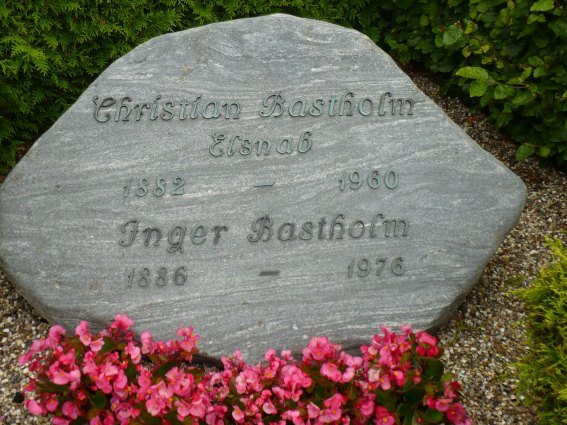 Christian Bastholm
Elsnab
1882 – 1960
Inger Bastholm
1886 – 1976